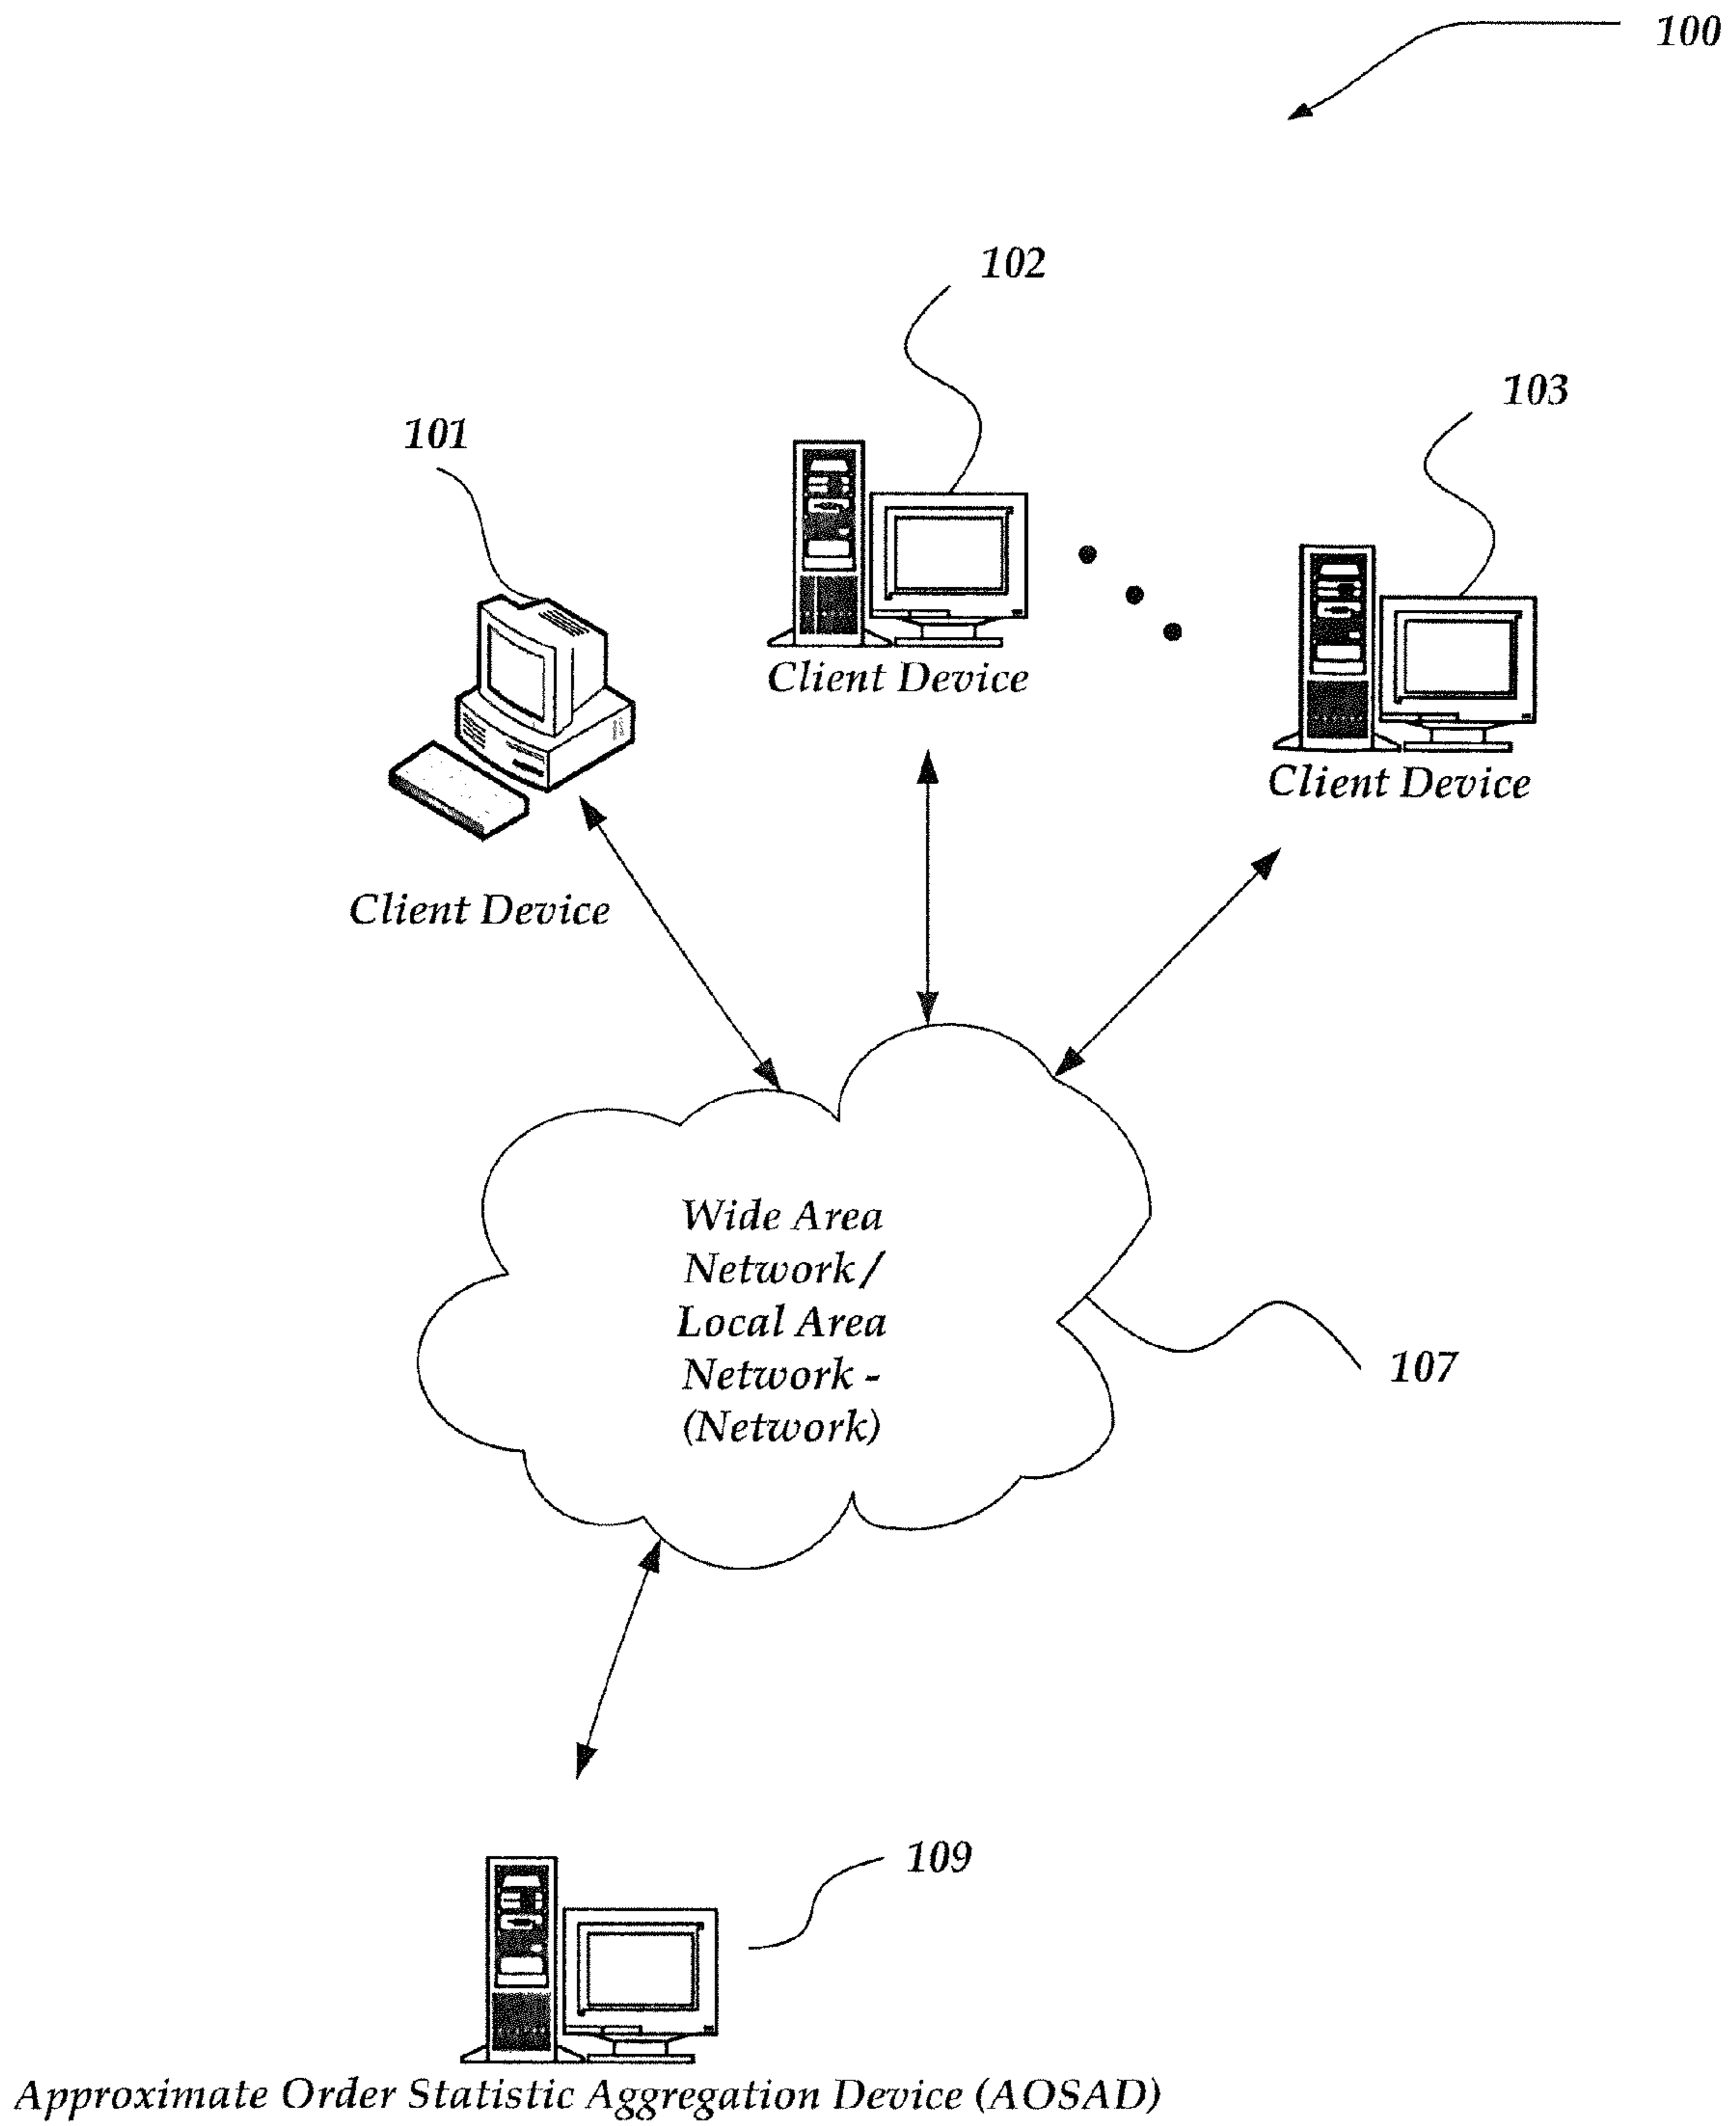 100
102
103
101
Client Device
Client Device
Client Device
Wide Area
Network/
Local Area
Network -
(Network)
107
109
Approximate Order Statistic Aggregation Device (AOSAD)